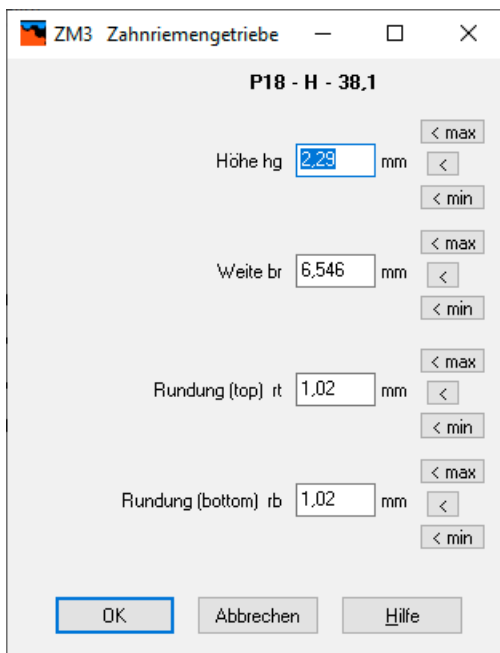 ZM3 Zahnriemengetriebe
P18 - H - 38,1
< max
Höhe hg 2,29 mm <
< min
< max
Weite br 6,546 mm <
< min
< max
Rundung (top) rt 1,02 mm <
< min
< max
Rundung (bottom) rb 1,02 mm <
< min
OK Abbrechen Hilfe